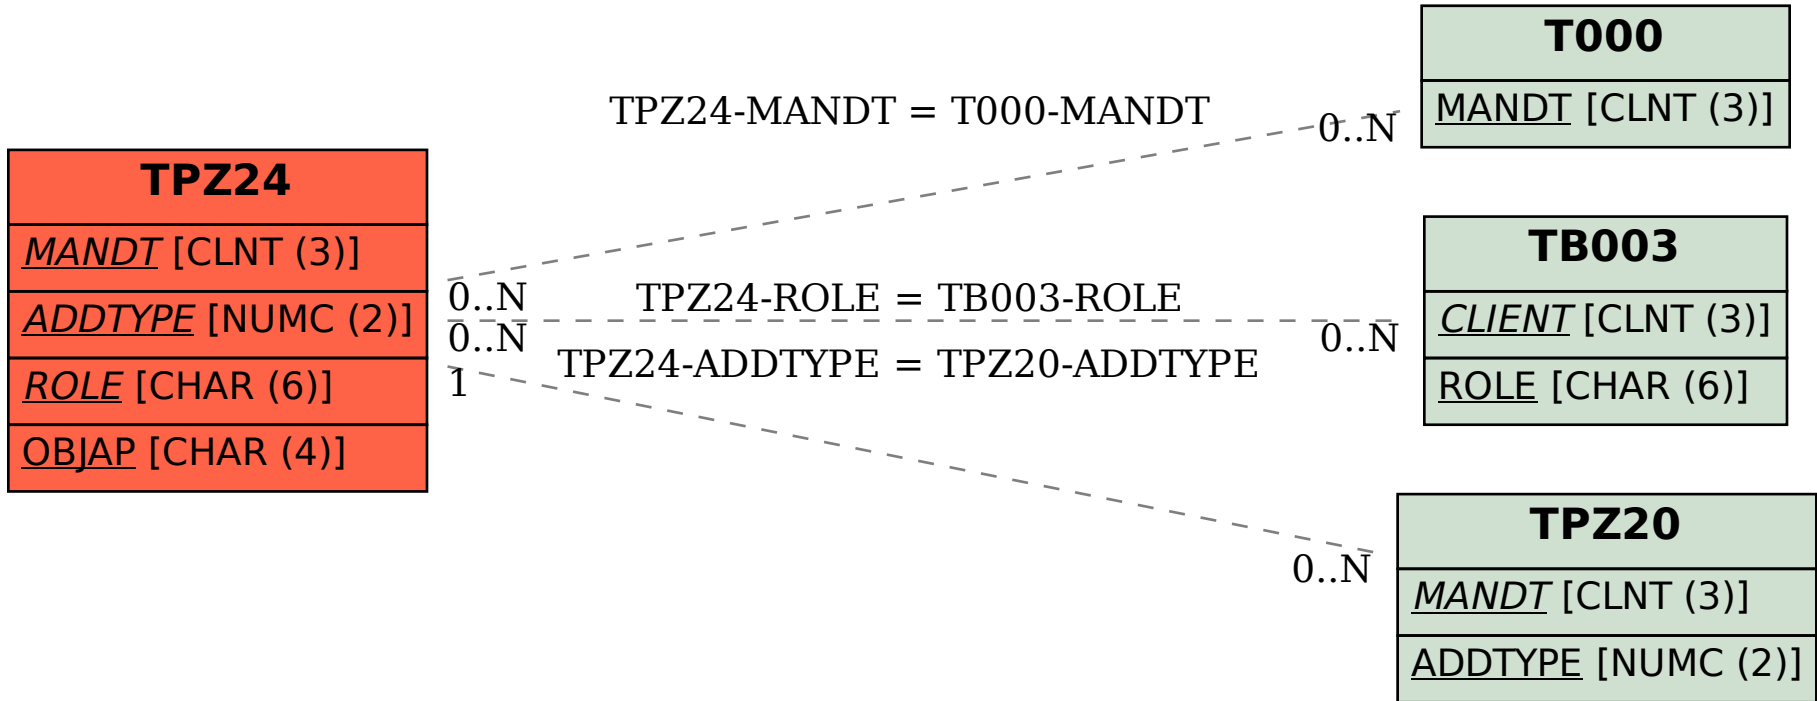 TPZ24
MANDT [CLNT (3)]
ADDTYPE [NUMC (2)]
ROLE [CHAR (6)]
OBJAP [CHAR (4)]
TPZ24-MANDT = T000-MANDT
0..N
0..N
TPZ24-ROLE = TB003-ROLE
0..N
0..N
TPZ24-ADDTYPE = TPZ20-ADDTYPE
1
0..N
T000
MANDT [CLNT (3)]
TB003
CLIENT [CLNT (3)]
ROLE [CHAR (6)]
TPZ20
MANDT [CLNT (3)]
ADDTYPE [NUMC (2)]